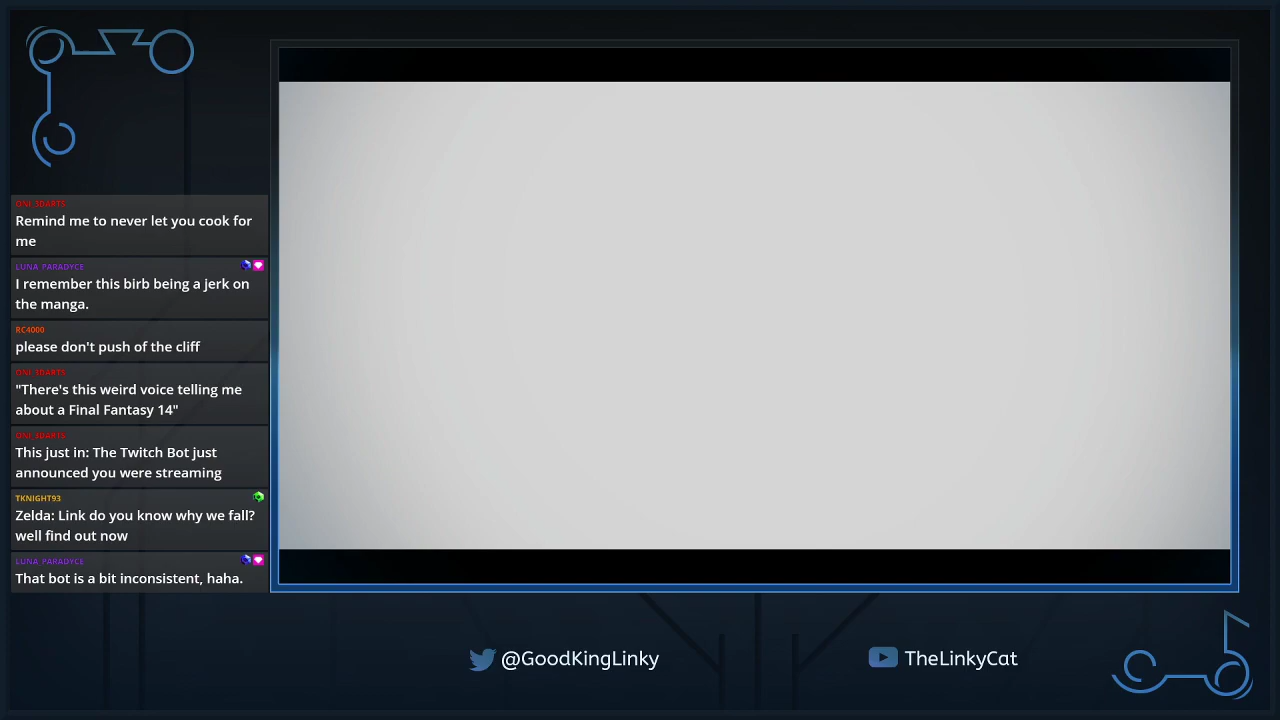 ONI_3DARTS
Remind me to never let you cook for
me
LUNA_PARADYCE
I remember this birb being a jerk on
the manga.
RC4000
please don't push of the cliff
ONI_3DARTS
"There's this weird voice telling me
about a Final Fantasy 14"
ONI_3DARTS
This just in: The Twitch Bot just
announced you were streaming
TKNIGHT93
Zelda: Link do you know why we fall?
well find out now
LUNA_PARADYCE
That bot is a bit inconsistent, haha.
@GoodKingLinky
TheLinkyCat